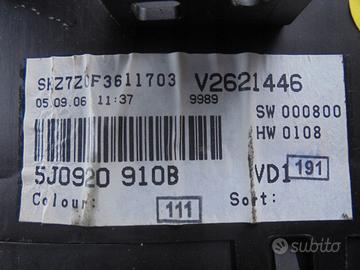 SKZ7Z0F3611703 V2621446
05.09.06 11:37 9989
SW 000800
HW 0108
5J0920 910B VD1 191
Colour: 111 Sort:
subito